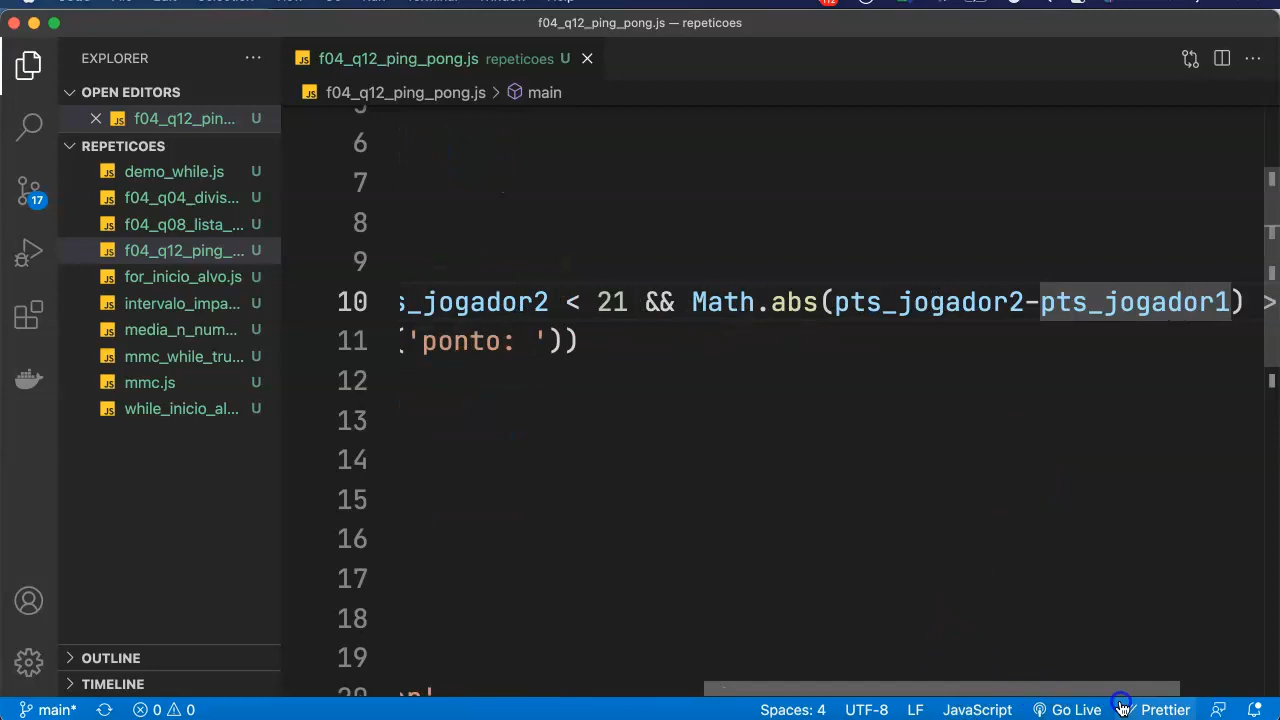 f04_q12_ping_pong.js — repeticoes
EXPLORER
f04_q12_ping_pong.js repeticoes U
OPEN EDITORS
f04_q12_ping_pong.js > main
f04_q12_pin... U
REPETICOES
demo_while.js U
f04_q04_divis... U
f04_q08_lista_... U
f04_q12_ping_... U
for_inicio_alvo.js U
intervalo_impa... U
media_n_num... U
mmc_while_tru... U
mmc.js U
while_inicio_al... U
17
6
7
8
9
10 s_jogador2 < 21 && Math.abs(pts_jogador2-pts_jogador1) >
11 ('ponto: '))
12
13
14
15
16
17
18
19
OUTLINE
TIMELINE
main* 0 0 Spaces: 4 UTF-8 LF JavaScript Go Live Prettier